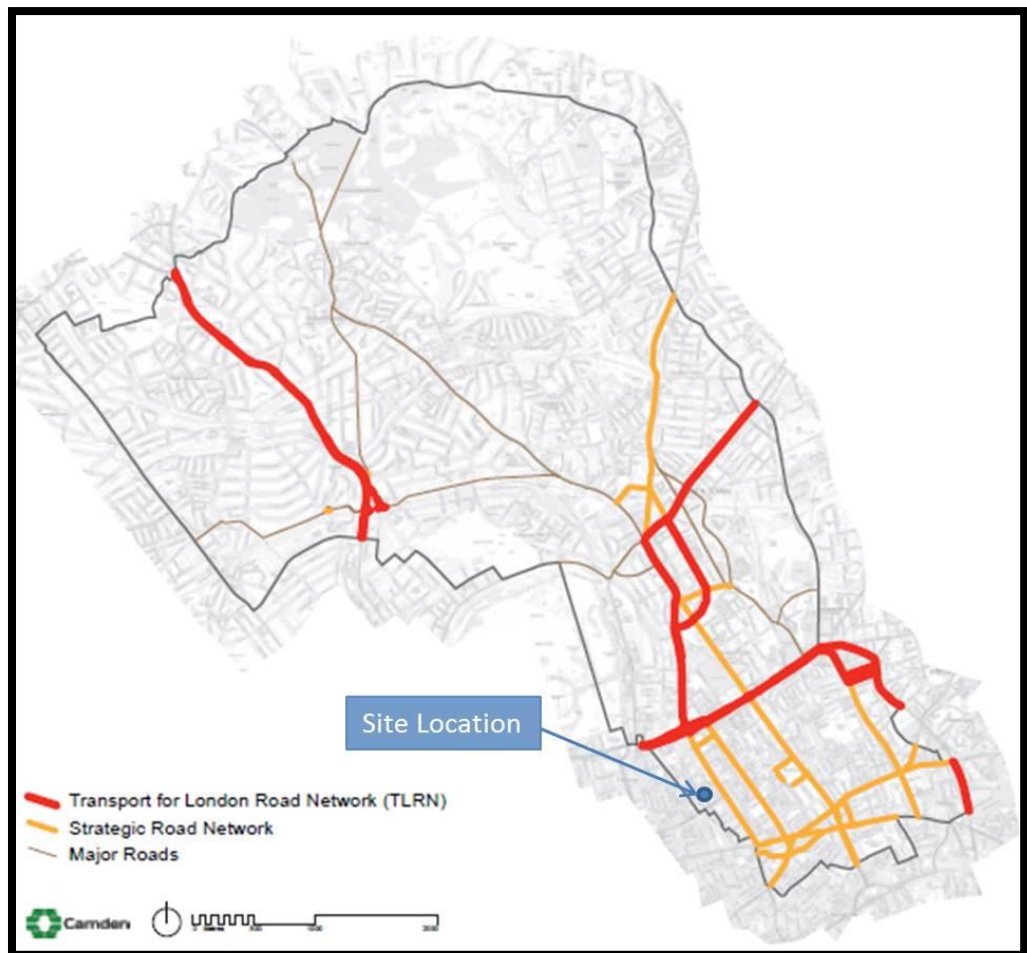 Site Location
Transport for London Road Network (TLRN)
Strategic Road Network
Major Roads
Camden